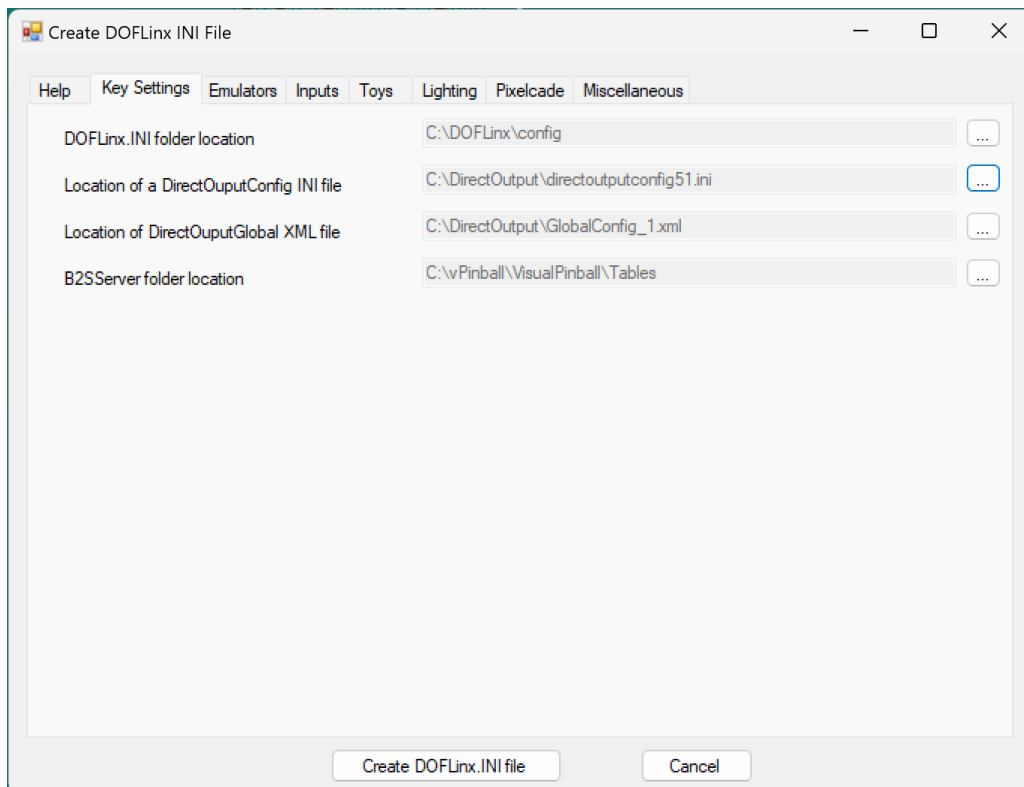 Create DOFLinx INI File
Help Key Settings Emulators Inputs Toys Lighting Pixelcade Miscellaneous
DOFLinx.INI folder location C:\DOFLinx\config ...
Location of a DirectOuputConfig INI file C:\DirectOutput\directoutputconfig51.ini ...
Location of DirectOuputGlobal XML file C:\DirectOutput\GlobalConfig_1.xml ...
B2SServer folder location C:\vPinball\VisualPinball\Tables ...
Create DOFLinx.INI file Cancel